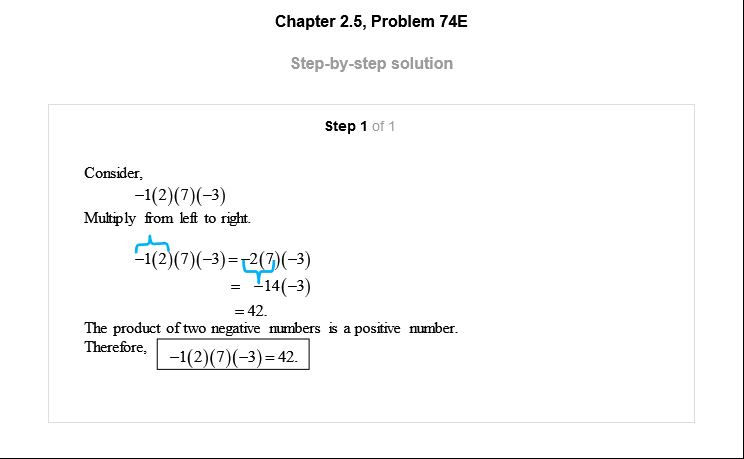 Chapter 2.5, Problem 74E
Step-by-step solution
Step 1 of 1
Consider,
−1(2)(7)(−3)
Multiply from left to right.
−1(2)(7)(−3)=−2(7)(−3)
= −14(−3)
=42.
The product of two negative numbers is a positive number.
Therefore, −1(2)(7)(−3)=42.